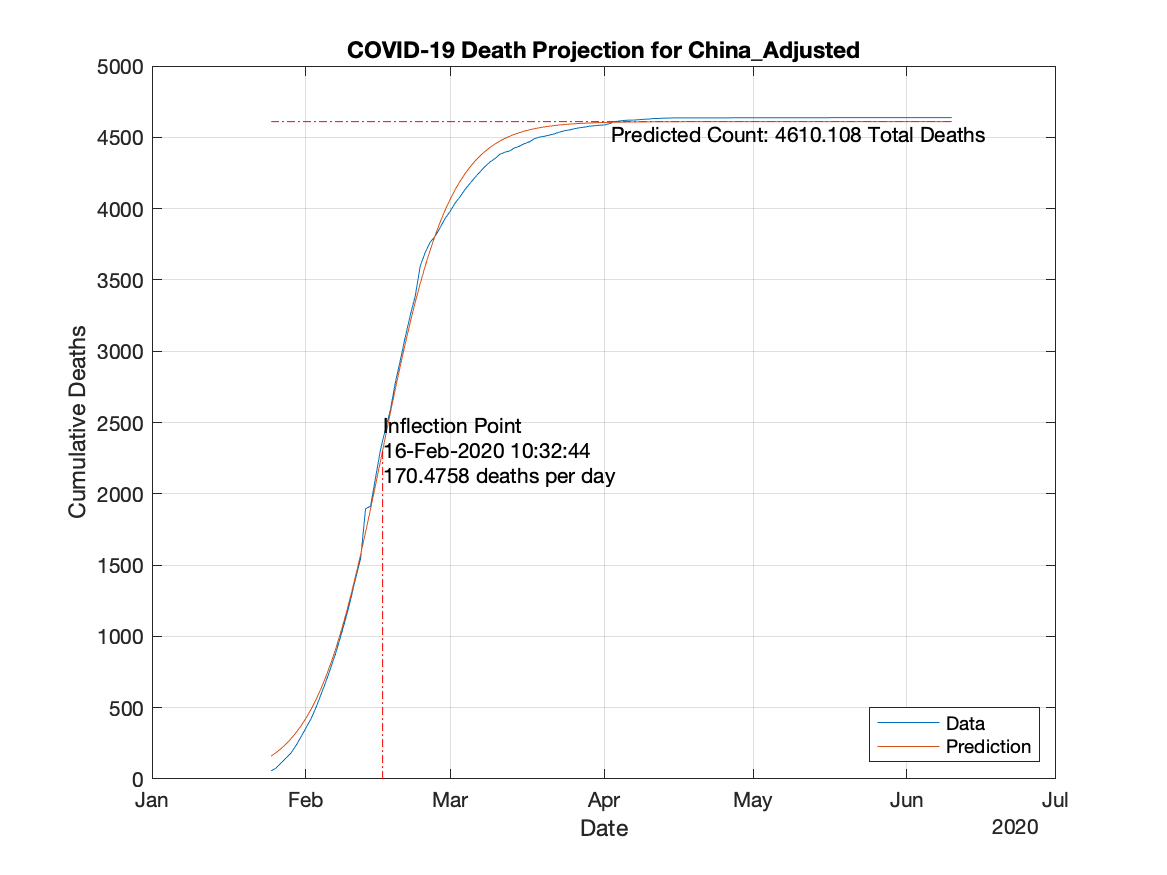 COVID-19 Death Projection for China_Adjusted
5000
4500
4000
3500
3000
2500
2000
1500
1000
500
0
Cumulative Deaths
Predicted Count: 4610.108 Total Deaths
Inflection Point
16-Feb-2020 10:32:44
170.4758 deaths per day
Data
Prediction
Jan Feb Mar Apr May Jun Jul
Date
2020